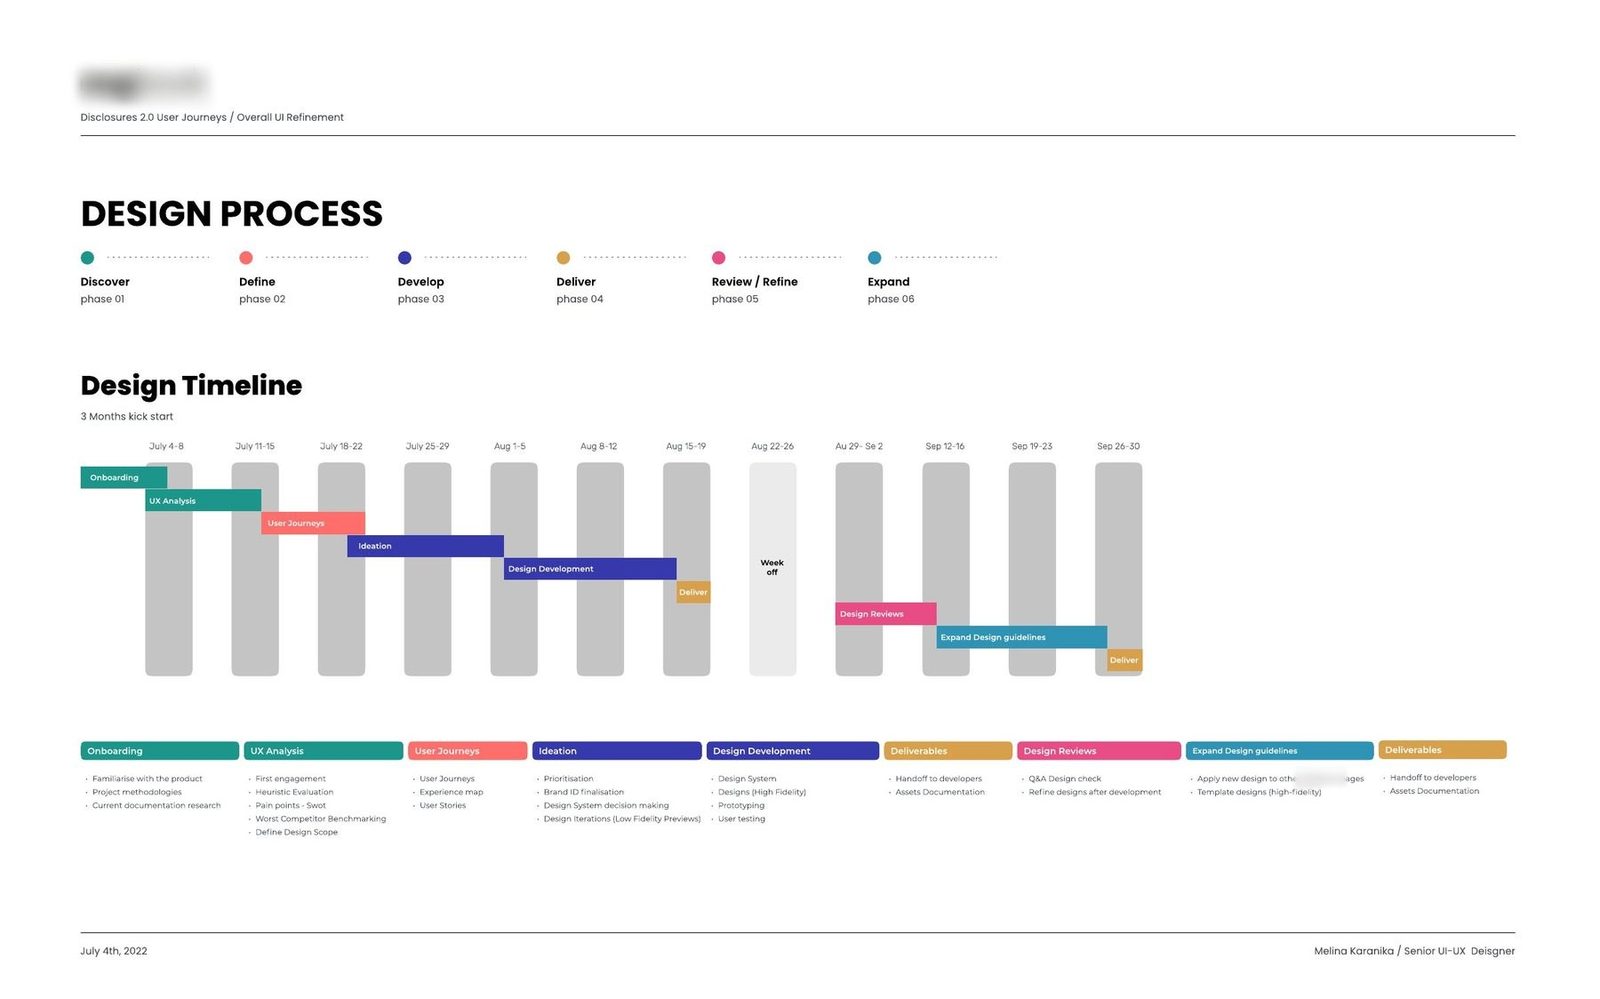 Disclosures 2.0 User Journeys / Overall UI Refinement
DESIGN PROCESS
Discover
phase 01
Define
phase 02
Develop
phase 03
Deliver
phase 04
Review / Refine
phase 05
Expand
phase 06
Design Timeline
3 Months kick start
July 4-8
July 11-15
July 18-22
July 25-29
Aug 1-5
Aug 8-12
Aug 15-19
Aug 22-26
Au 29- Se 2
Sep 12-16
Sep 19-23
Sep 26-30
Onboarding
UX Analysis
User Journeys
Ideation
Design Development
Deliver
Week
off
Design Reviews
Expand Design guidelines
Deliver
Onboarding
· Familiarise with the product
· Project methodologies
· Current documentation research
UX Analysis
· First engagement
· Heuristic Evaluation
· Pain points - Swot
· Worst Competitor Benchmarking
· Define Design Scope
User Journeys
· User Journeys
· Experience map
· User Stories
Ideation
· Prioritisation
· Brand ID finalisation
· Design System decision making
· Design Iterations (Low Fidelity Previews)
Design Development
· Design System
· Designs (High Fidelity)
· Prototyping
· User testing
Deliverables
· Handoff to developers
· Assets Documentation
Design Reviews
· Q&A Design check
· Refine designs after development
Expand Design guidelines
· Apply new design to
· Template designs (high-fidelity)
Deliverables
· Handoff to developers
· Assets Documentation
July 4th, 2022
Melina Karanika / Senior UI-UX Deisgner